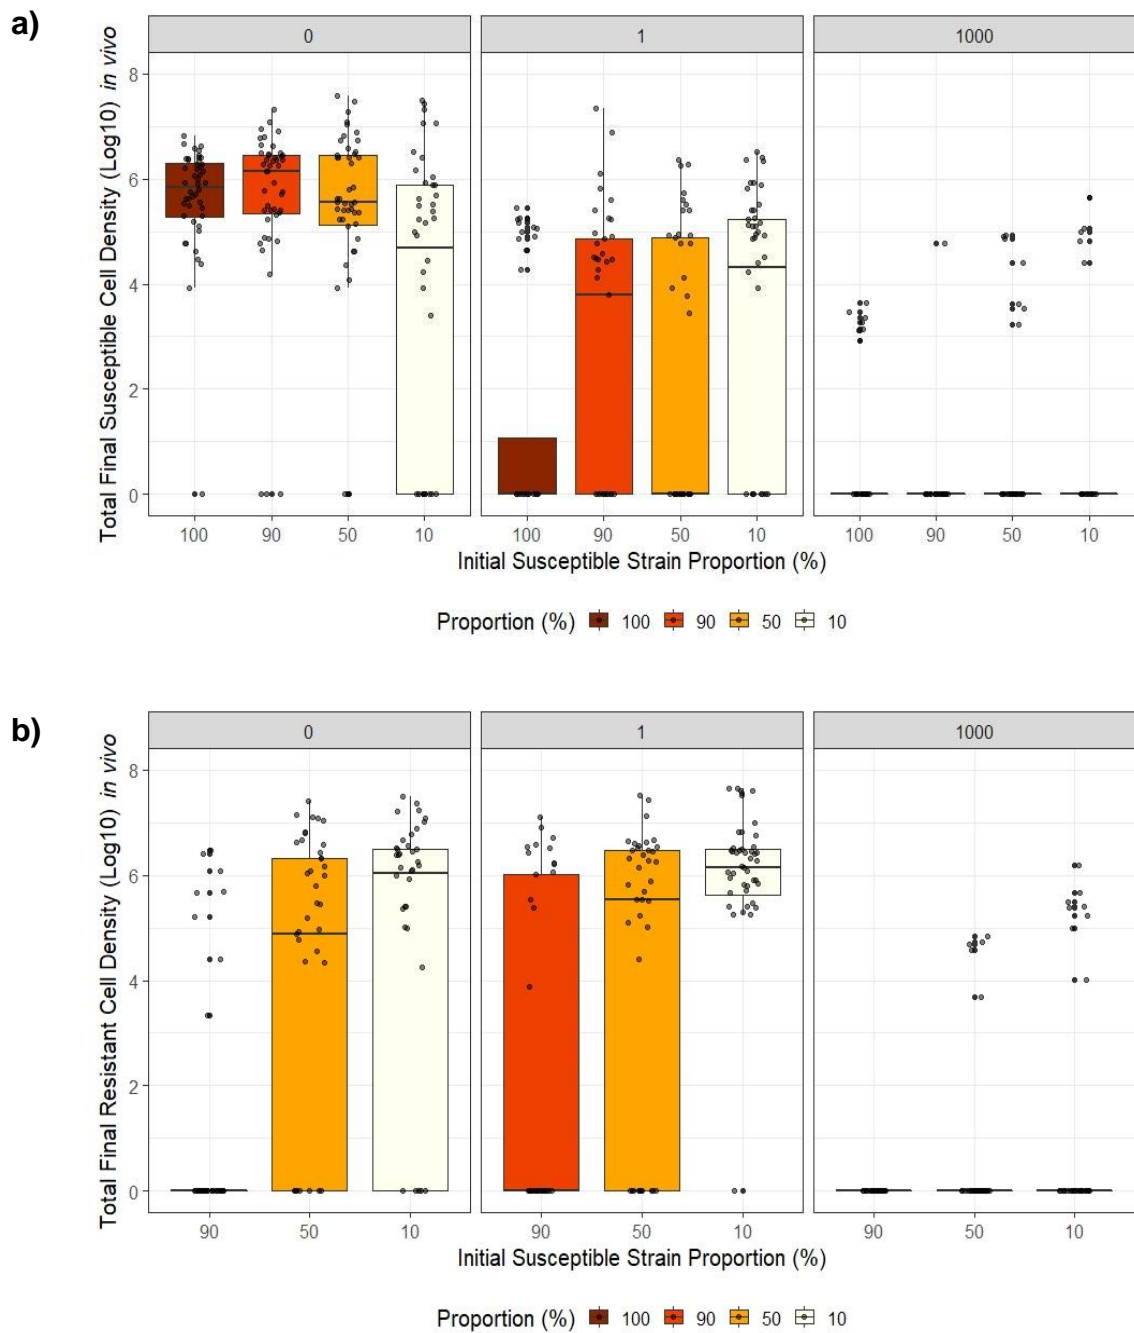 a)
0 1 1000
Total Final Susceptible Cell Density (Log10) in vivo
8
6
4
2
0
100 90 50 10 100 90 50 10 100 90 50 10
Initial Susceptible Strain Proportion (%)
Proportion (%) 100 90 50 10
b)
0 1 1000
Total Final Resistant Cell Density (Log10) in vivo
8
6
4
2
0
90 50 10 90 50 10 90 50 10
Initial Susceptible Strain Proportion (%)
Proportion (%) 100 90 50 10